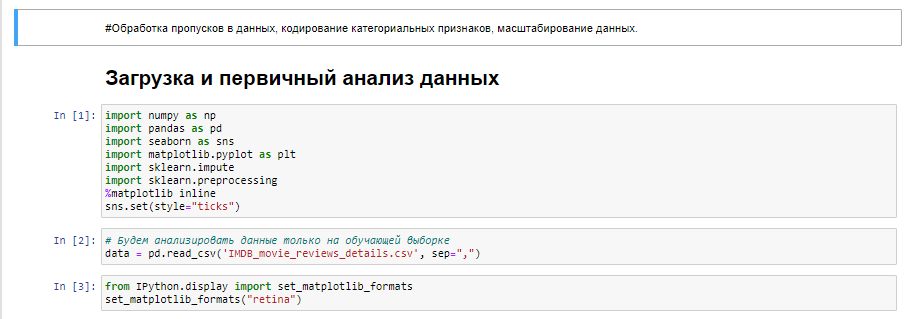 #Обработка пропусков в данных, кодирование категориальных признаков, масштабирование данных.
Загрузка и первичный анализ данных
In [1]: import numpy as np
import pandas as pd
import seaborn as sns
import matplotlib.pyplot as plt
import sklearn.impute
import sklearn.preprocessing
%matplotlib inline
sns.set(style="ticks")
In [2]: # Будем анализировать данные только на обучающей выборке
data = pd.read_csv('IMDB_movie_reviews_details.csv', sep=",")
In [3]: from IPython.display import set_matplotlib_formats
set_matplotlib_formats("retina")